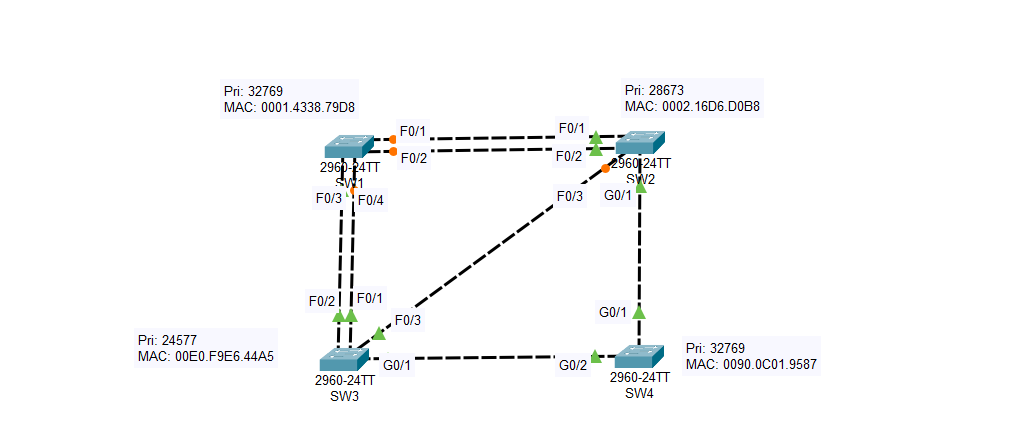 Pri: 32769
MAC: 0001.4338.79D8
Pri: 28673
MAC: 0002.16D6.D0B8
F0/1
F0/1
F0/2
F0/2
2960-24TT
SW1
2960-24TT
SW2
F0/3
F0/4
F0/3
G0/1
F0/2
F0/1
F0/3
G0/1
Pri: 24577
MAC: 00E0.F9E6.44A5
G0/1
G0/2
Pri: 32769
MAC: 0090.0C01.9587
2960-24TT
SW3
2960-24TT
SW4